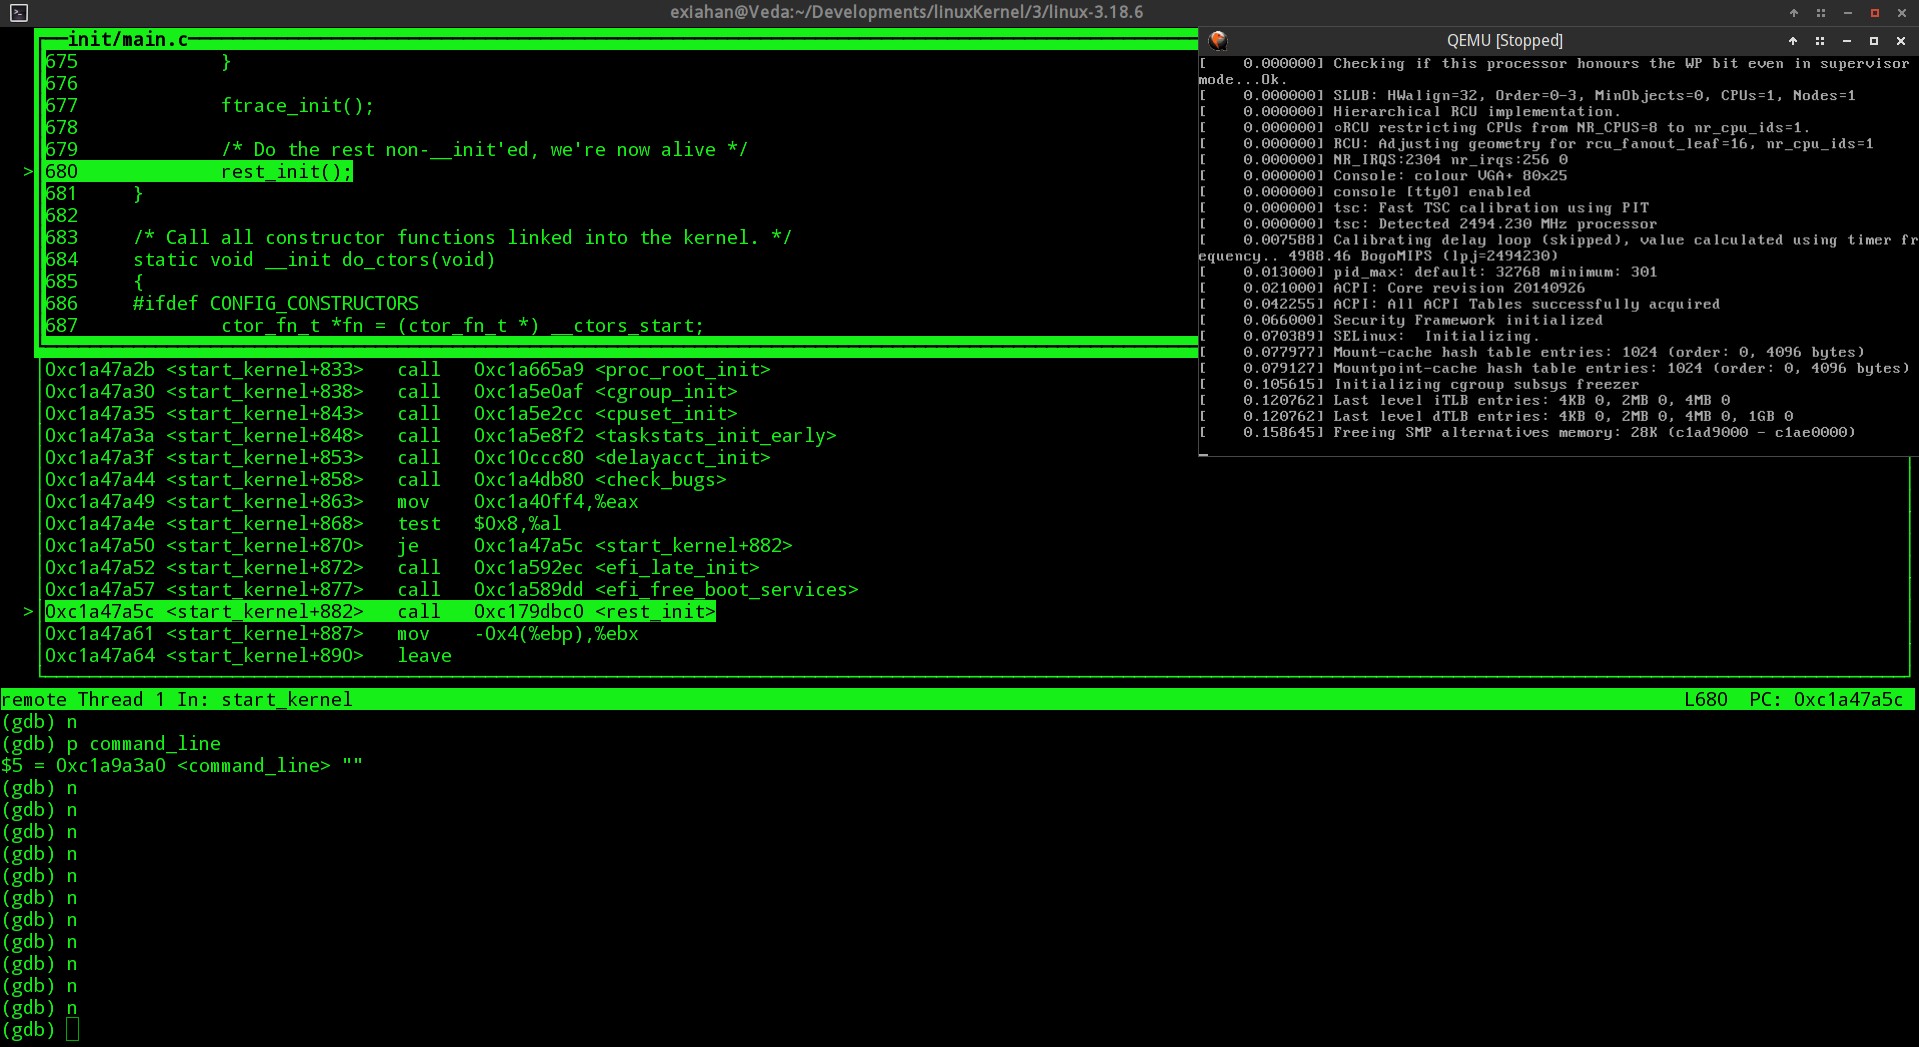 exiahan@Veda:~/Developments/linuxKernel/3/linux-3.18.6
init/main.c
675 }
676
677 ftrace_init();
678
679 /* Do the rest non-__init'ed, we're now alive */
> 680 rest_init();
681 }
682
683 /* Call all constructor functions linked into the kernel. */
684 static void __init do_ctors(void)
685 {
686 #ifdef CONFIG_CONSTRUCTORS
687 ctor_fn_t *fn = (ctor_fn_t *) __ctors_start;
0xc1a47a2b <start_kernel+833> call 0xc1a665a9 <proc_root_init>
0xc1a47a30 <start_kernel+838> call 0xc1a5e0af <cgroup_init>
0xc1a47a35 <start_kernel+843> call 0xc1a5e2cc <cpuset_init>
0xc1a47a3a <start_kernel+848> call 0xc1a5e8f2 <taskstats_init_early>
0xc1a47a3f <start_kernel+853> call 0xc10ccc80 <delayacct_init>
0xc1a47a44 <start_kernel+858> call 0xc1a4db80 <check_bugs>
0xc1a47a49 <start_kernel+863> mov 0xc1a40ff4,%eax
0xc1a47a4e <start_kernel+868> test $0x8,%al
0xc1a47a50 <start_kernel+870> je 0xc1a47a5c <start_kernel+882>
0xc1a47a52 <start_kernel+872> call 0xc1a592ec <efi_late_init>
0xc1a47a57 <start_kernel+877> call 0xc1a589dd <efi_free_boot_services>
> 0xc1a47a5c <start_kernel+882> call 0xc179dbc0 <rest_init>
0xc1a47a61 <start_kernel+887> mov -0x4(%ebp),%ebx
0xc1a47a64 <start_kernel+890> leave
remote Thread 1 In: start_kernel L680 PC: 0xc1a47a5c
(gdb) n
(gdb) p command_line
$5 = 0xc1a9a3a0 <command_line> ""
(gdb) n
(gdb) n
(gdb) n
(gdb) n
(gdb) n
(gdb) n
(gdb) n
(gdb) n
(gdb) n
(gdb) n
(gdb) n
(gdb)
QEMU [Stopped]
[ 0.000000] Checking if this processor honours the WP bit even in supervisor
mode...Ok.
[ 0.000000] SLUB: HWalign=32, Order=0-3, MinObjects=0, CPUs=1, Nodes=1
[ 0.000000] Hierarchical RCU implementation.
[ 0.000000] oRCU restricting CPUs from NR_CPUS=8 to nr_cpu_ids=1.
[ 0.000000] RCU: Adjusting geometry for rcu_fanout_leaf=16, nr_cpu_ids=1
[ 0.000000] NR_IRQS:2304 nr_irqs:256 0
[ 0.000000] Console: colour VGA+ 80x25
[ 0.000000] console [tty0] enabled
[ 0.000000] tsc: Fast TSC calibration using PIT
[ 0.000000] tsc: Detected 2494.230 MHz processor
[ 0.007588] Calibrating delay loop (skipped), value calculated using timer fr
equency.. 4988.46 BogoMIPS (lpj=2494230)
[ 0.013000] pid_max: default: 32768 minimum: 301
[ 0.021000] ACPI: Core revision 20140926
[ 0.042255] ACPI: All ACPI Tables successfully acquired
[ 0.066000] Security Framework initialized
[ 0.070389] SELinux:  Initializing.
[ 0.077977] Mount-cache hash table entries: 1024 (order: 0, 4096 bytes)
[ 0.079127] Mountpoint-cache hash table entries: 1024 (order: 0, 4096 bytes)
[ 0.105615] Initializing cgroup subsys freezer
[ 0.120762] Last level iTLB entries: 4KB 0, 2MB 0, 4MB 0
[ 0.120762] Last level dTLB entries: 4KB 0, 2MB 0, 4MB 0, 1GB 0
[ 0.158645] Freeing SMP alternatives memory: 28K (c1ad9000 - c1ae0000)